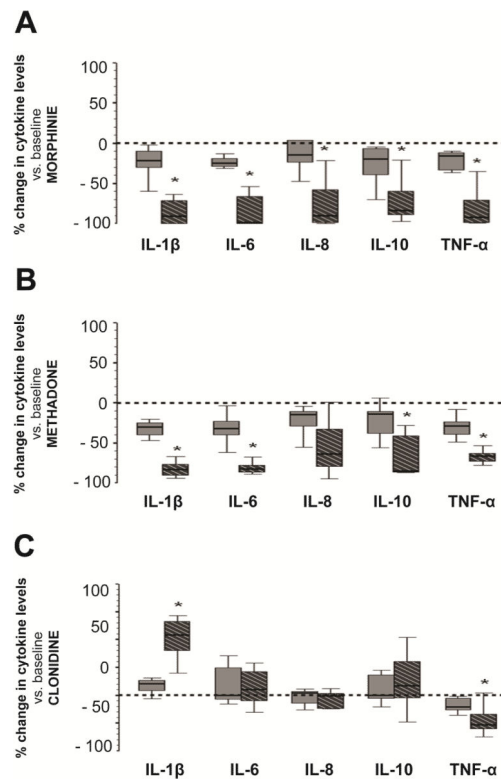 A
% change in cytokine levels
vs. baseline
MORPHINIE
100
50
0
- 50
- 100
*
*
*
*
*
IL-1β
IL-6
IL-8
IL-10
TNF-α
B
% change in cytokine levels
vs. baseline
METHADONE
100
50
0
-50
- 100
*
*
*
*
IL-1β
IL-6
IL-8
IL-10
TNF-α
C
% change in cytokine levels
vs. baseline
CLONIDINE
100
50
0
- 50
- 100
*
*
IL-1β
IL-6
IL-8
IL-10
TNF-α